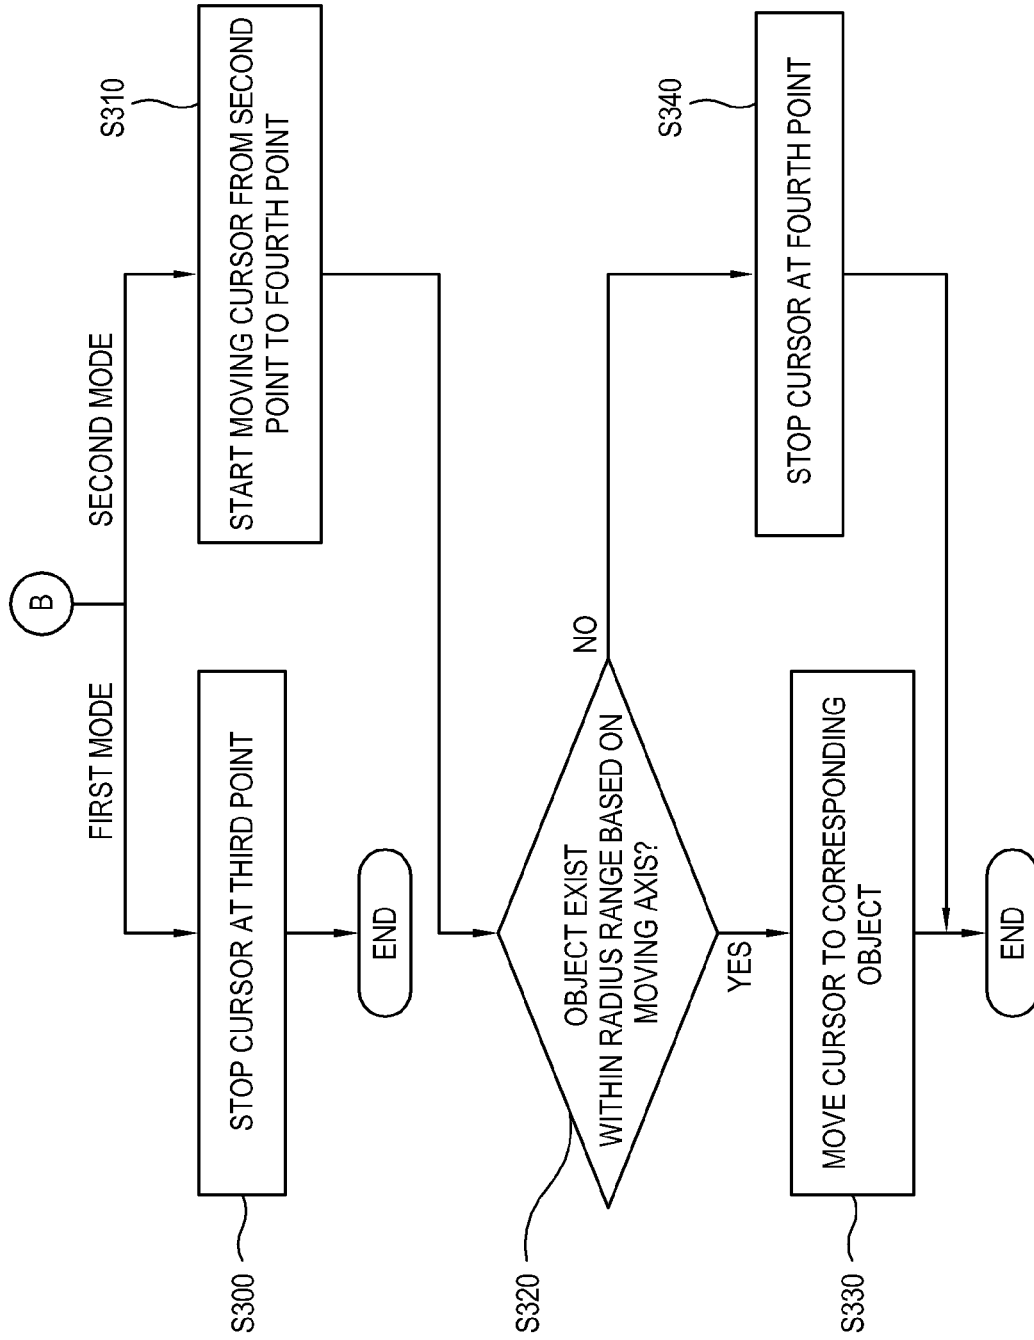 B
FIRST MODE
SECOND MODE
S300
STOP CURSOR AT THIRD POINT
END
S310
START MOVING CURSOR FROM SECOND
POINT TO FOURTH POINT
S320
OBJECT EXIST
WITHIN RADIUS RANGE BASED ON
MOVING AXIS?
NO
YES
S330
MOVE CURSOR TO CORRESPONDING
OBJECT
S340
STOP CURSOR AT FOURTH POINT
END